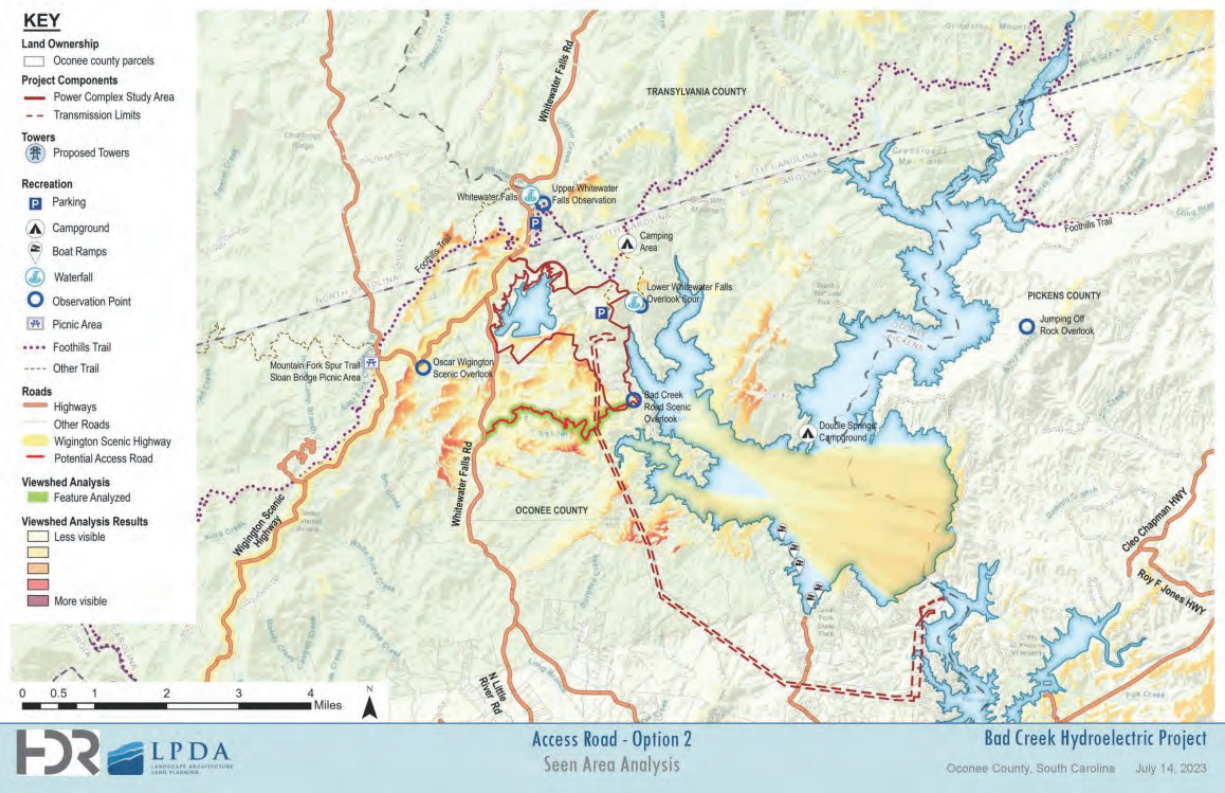 KEY
Land Ownership
Oconee county parcels
Project Components
Power Complex Study Area
Transmission Limits
Towers
Proposed Towers
Recreation
P
Parking
Campground
Boat Ramps
Waterfall
Observation Point
Picnic Area
Foothills Trail
Other Trail
Roads
Highways
Other Roads
Wigington Scenic Highway
Potential Access Road
Viewshed Analysis
Feature Analyzed
Viewshed Analysis Results
Less visible
More visible
Whitewater Falls Rd
TRANSYLVANIA COUNTY
Whitewater Falls
Upper Whitewater
Falls Observation
P
Camping
Area
Foothills Trail
Foothills Trail
NORTH CAROLINA
Lower Whitewater Falls
Overlook Spur
P
PICKENS COUNTY
Jumping Off
Rock Overlook
OCONEE
PICKENS
Mountain Fork Spur Trail
Sloan Bridge Picnic Area
Oscar Wigington
Scenic Overlook
Bad Creek
Road Scenic
Overlook
Double Springs
Campground
Whitewater Falls Rd
OCONEE COUNTY
Wigington Scenic
Highway
Cleo Chapman HWY
Roy F Jones HWY
N Little
River Rd
0 0.5 1 2 3 4
Miles
N
HDR
LPDA
LANDSCAPE ARCHITECTURE
LAND PLANNING
Access Road - Option 2
Seen Area Analysis
Bad Creek Hydroelectric Project
Oconee County, South Carolina July 14, 2023